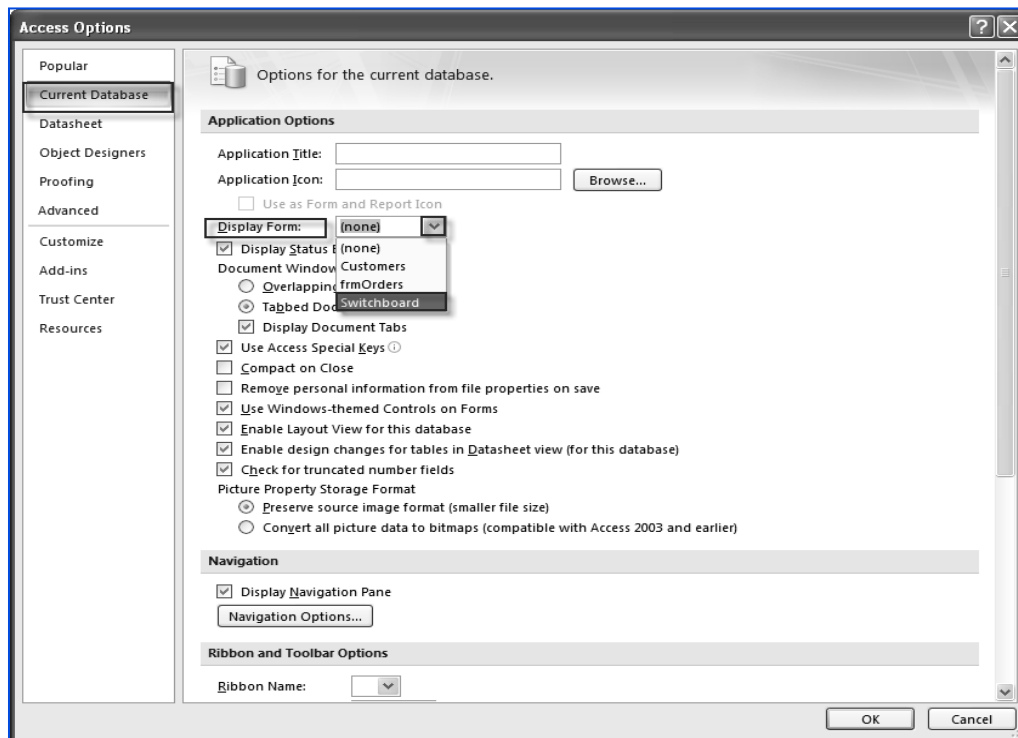 Access Options
Popular
Current Database
Datasheet
Object Designers
Proofing
Advanced
Customize
Add-ins
Trust Center
Resources
Options for the current database.
Application Options
Application Title:
Application Icon:
Browse...
Use as Form and Report Icon
Display Form: (none)
Display Status
(none)
Customers
frmOrders
Switchboard
Document Window
Overlapping
Tabbed
Display Document Tabs
Use Access Special Keys
Compact on Close
Remove personal information from file properties on save
Use Windows-themed Controls on Forms
Enable Layout View for this database
Enable design changes for tables in Datasheet view (for this database)
Check for truncated number fields
Picture Property Storage Format
Preserve source image format (smaller file size)
Convert all picture data to bitmaps (compatible with Access 2003 and earlier)
Navigation
Display Navigation Pane
Navigation Options...
Ribbon and Toolbar Options
Ribbon Name:
OK
Cancel